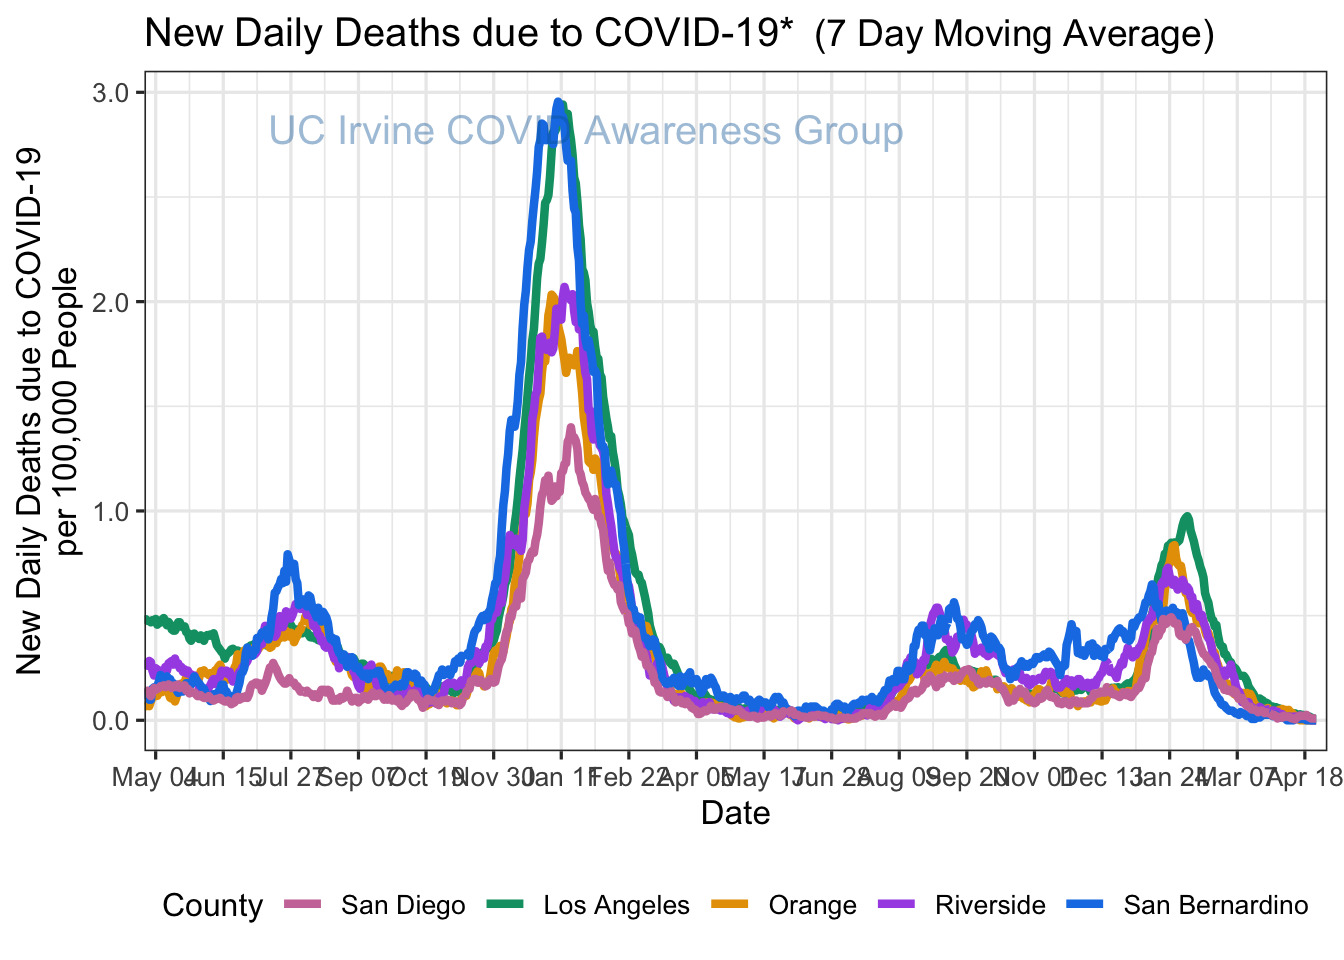 New Daily Deaths due to COVID-19* (7 Day Moving Average)
UC Irvine COVID Awareness Group
New Daily Deaths due to COVID-19
per 100,000 People
3.0
2.0
1.0
0.0
May 04 Jun 15 Jul 27 Sep 07 Oct 19 Nov 30 Jan 11 Feb 22 Apr 05 May 17 Jun 28 Aug 09 Sep 20 Nov 01 Dec 13 Jan 24 Mar 07 Apr 18
Date
County San Diego Los Angeles Orange Riverside San Bernardino